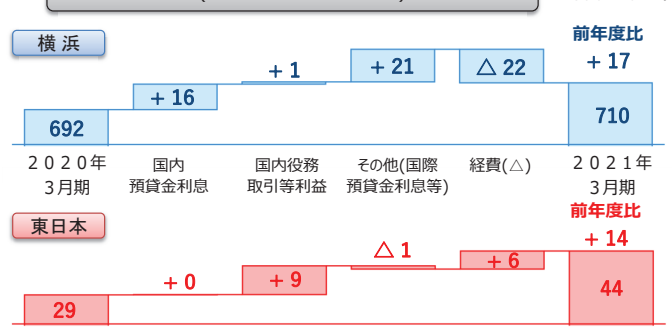 横浜
前年度比
+ 17
692
+ 16
+ 1
+ 21
△ 22
710
2020年
3月期
国内
預貸金利息
国内役務
取引等利益
その他(国際
預貸金利息等)
経費(△)
2021年
3月期
東日本
前年度比
+ 14
29
+ 0
+ 9
△ 1
+ 6
44